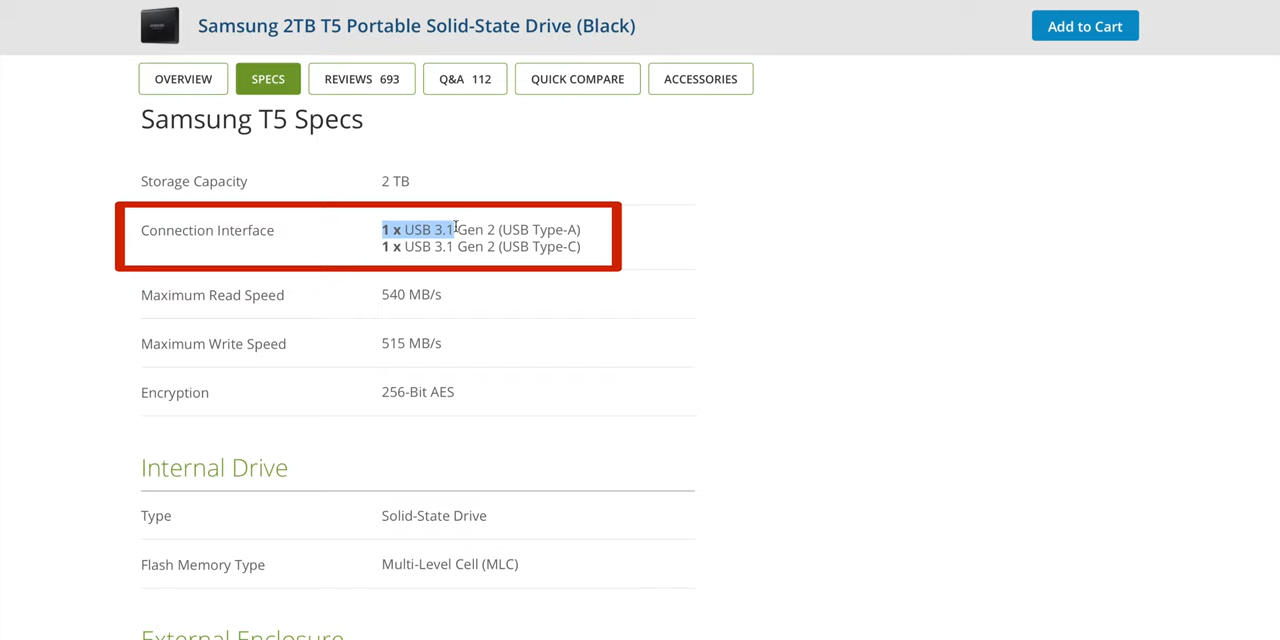 Samsung 2TB T5 Portable Solid-State Drive (Black)
Add to Cart
OVERVIEW
SPECS
REVIEWS 693
Q&A 112
QUICK COMPARE
ACCESSORIES
Samsung T5 Specs
Storage Capacity 2 TB
Connection Interface 1 x USB 3.1 Gen 2 (USB Type-A)
1 x USB 3.1 Gen 2 (USB Type-C)
Maximum Read Speed 540 MB/s
Maximum Write Speed 515 MB/s
Encryption 256-Bit AES
Internal Drive
Type Solid-State Drive
Flash Memory Type Multi-Level Cell (MLC)
External Enclosure